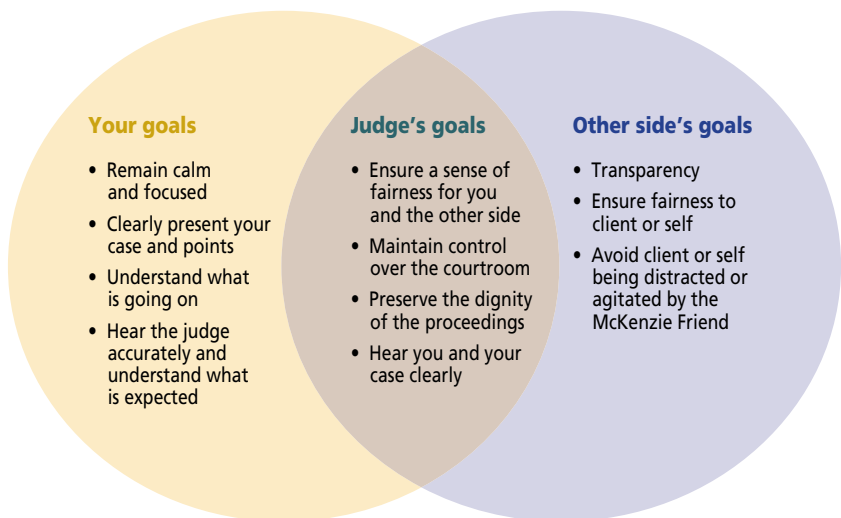 Your goals
• Remain calm
and focused
• Clearly present your
case and points
• Understand what
is going on
• Hear the judge
accurately and
understand what
is expected
Judge’s goals
• Ensure a sense of
fairness for you
and the other side
• Maintain control
over the courtroom
• Preserve the dignity
of the proceedings
• Hear you and your
case clearly
Other side’s goals
• Transparency
• Ensure fairness to
client or self
• Avoid client or self
being distracted or
agitated by the
McKenzie Friend